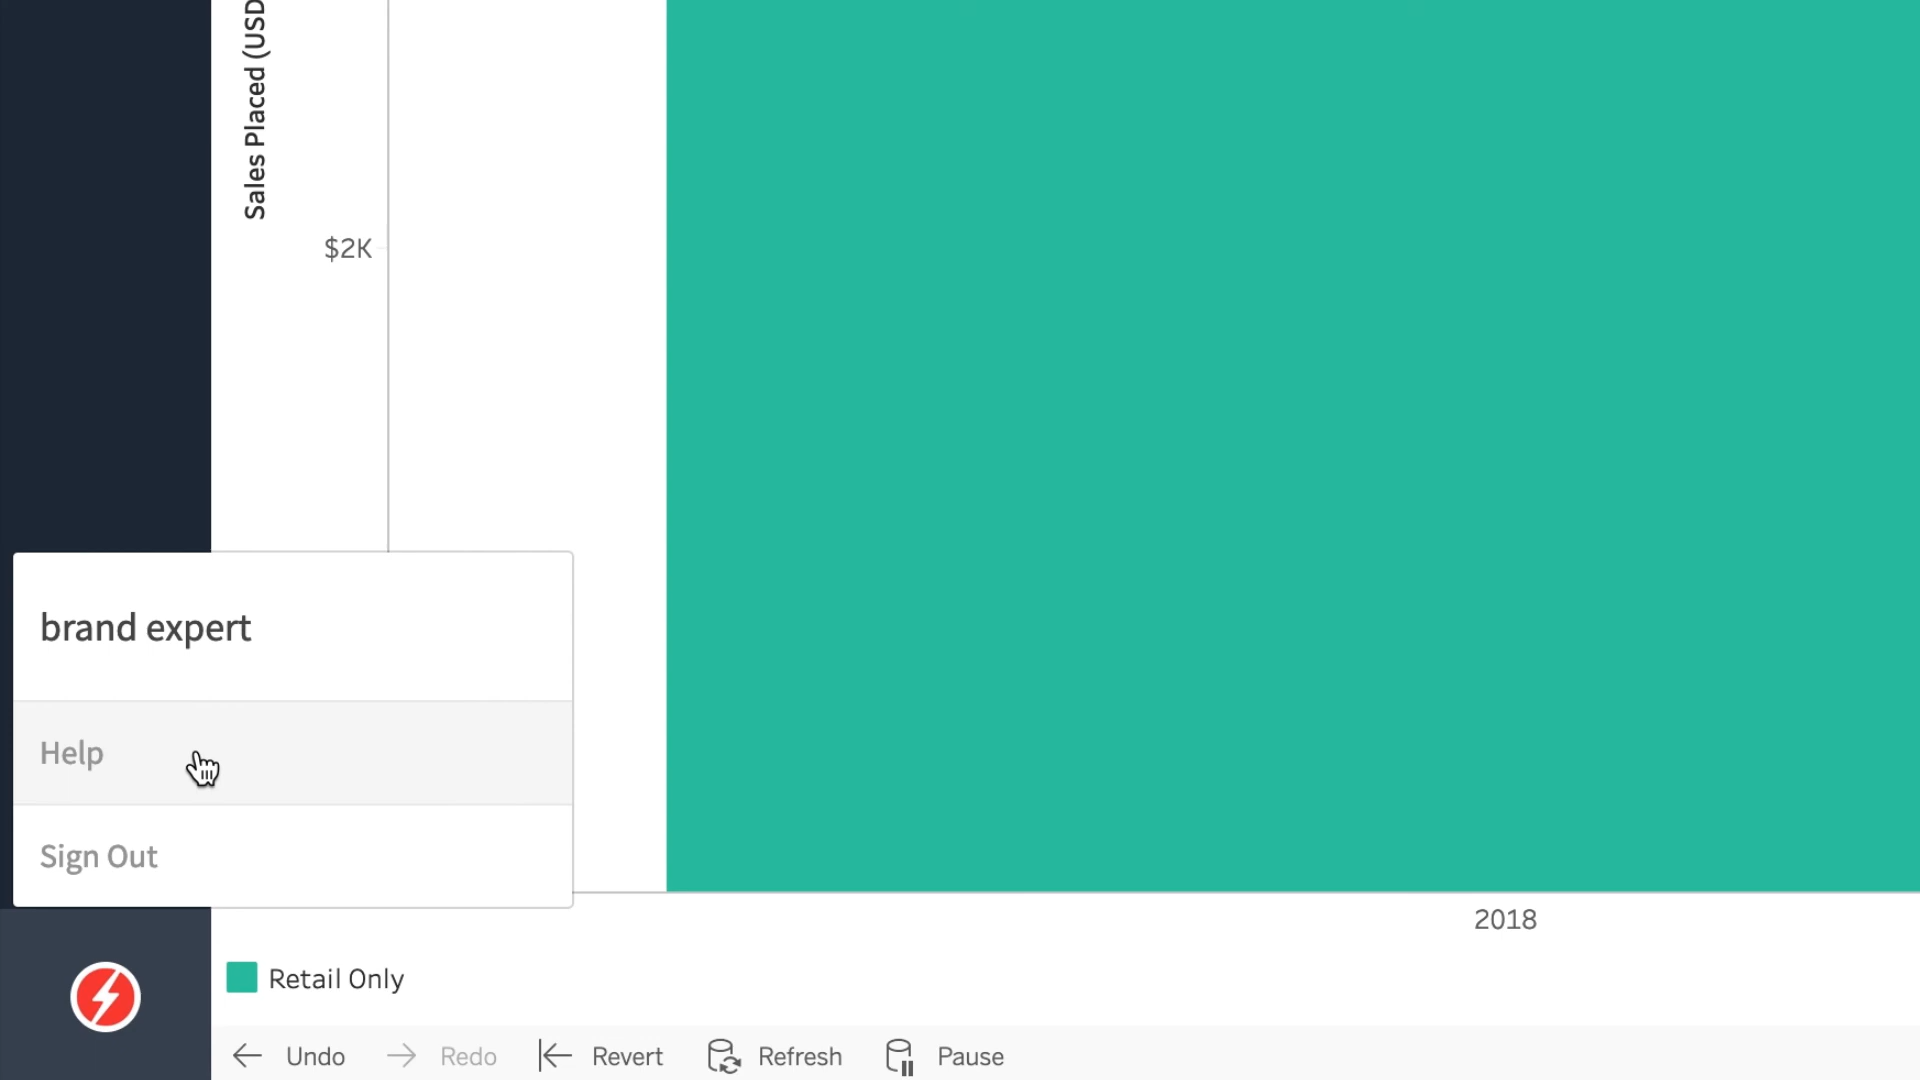 Sales Placed (USD
$2K
brand expert
Help
Sign Out
2018
Retail Only
Undo Redo Revert Refresh Pause